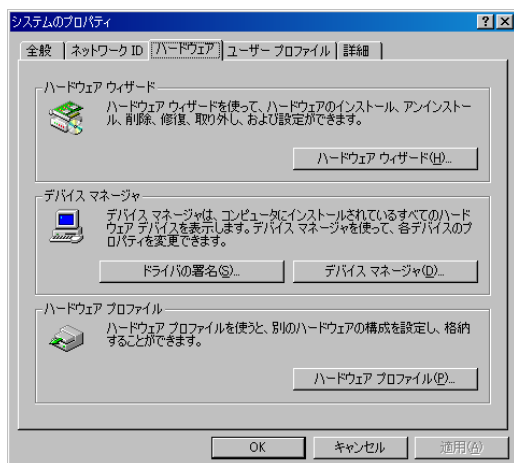 システムのプロパティ
全般 ネットワーク ID ハードウェア ユーザー プロファイル 詳細
ハードウェア ウィザード
ハードウェア ウィザードを使って、ハードウェアのインストール、アンインストー
ル、削除、修復、取り外し、および設定ができます。
ハードウェア ウィザード(H)...
デバイス マネージャ
デバイス マネージャは、コンピュータにインストールされているすべてのハード
ウェア デバイスを表示します。デバイス マネージャを使って、各デバイスのプ
ロパティを変更できます。
ドライバの署名(S)... デバイス マネージャ(D)...
ハードウェア プロファイル
ハードウェア プロファイルを使うと、別のハードウェアの構成を設定し、格納
することができます。
ハードウェア プロファイル(P)...
OK キャンセル 適用(A)